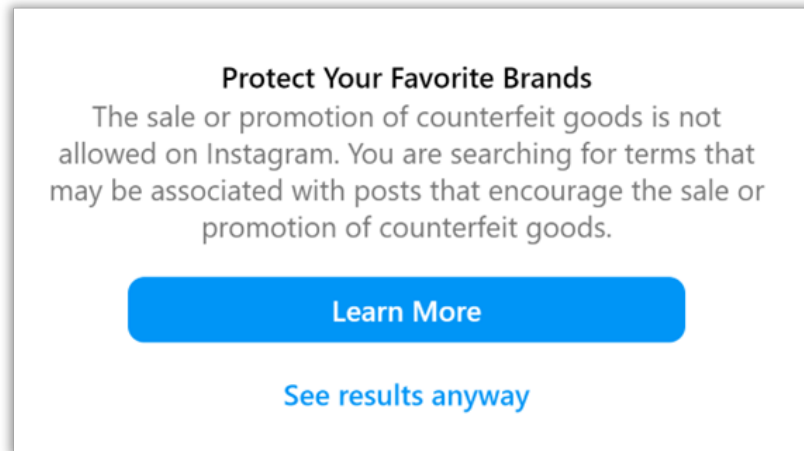 Protect Your Favorite Brands
The sale or promotion of counterfeit goods is not
allowed on Instagram. You are searching for terms that
may be associated with posts that encourage the sale or
promotion of counterfeit goods.
Learn More
See results anyway